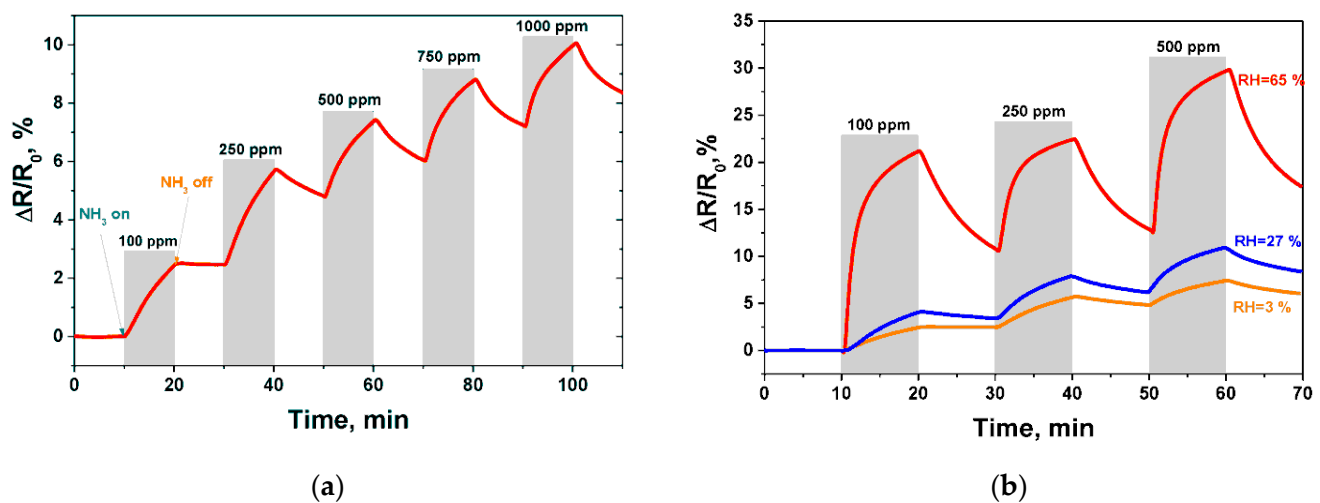 1000 ppm
750 ppm
500 ppm
250 ppm
100 ppm
NH3 off
NH3 on
ΔR/R0, %
10
8
6
4
2
0
0 20 40 60 80 100
Time, min
(a)
500 ppm
RH=65 %
250 ppm
100 ppm
RH=27 %
RH=3 %
ΔR/R0, %
35
30
25
20
15
10
5
0
0 10 20 30 40 50 60 70
Time, min
(b)